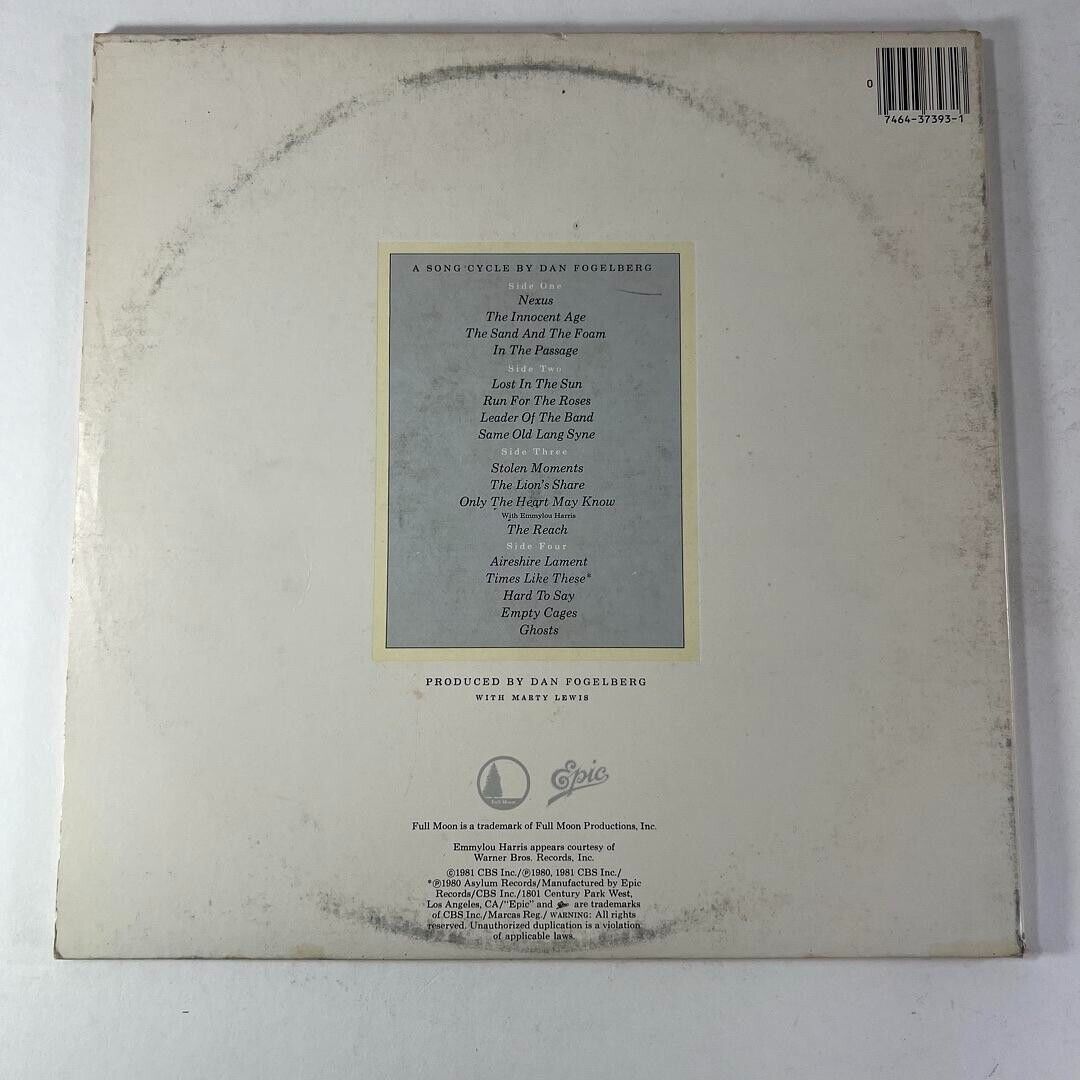 0
7464-37393-1
A SONG CYCLE BY DAN FOGELBERG
Side One
Nexus
The Innocent Age
The Sand And The Foam
In The Passage
Side Two
Lost In The Sun
Run For The Roses
Leader Of The Band
Same Old Lang Syne
Side Three
Stolen Moments
The Lion's Share
Only The Heart May Know
With Emmylou Harris
The Reach
Side Four
Aireshire Lament
Times Like These*
Hard To Say
Empty Cages
Ghosts
PRODUCED BY DAN FOGELBERG
WITH MARTY LEWIS
Full Moon
Epic
Full Moon is a trademark of Full Moon Productions, Inc.
Emmylou Harris appears courtesy of
Warner Bros. Records, Inc.
©1981 CBS Inc./℗1980, 1981 CBS Inc./
*℗1980 Asylum Records/Manufactured by Epic
Records/CBS Inc./1801 Century Park West,
Los Angeles, CA/"Epic" and Epic are trademarks
of CBS Inc./Marcas Reg./ WARNING: All rights
reserved. Unauthorized duplication is a violation
of applicable laws.